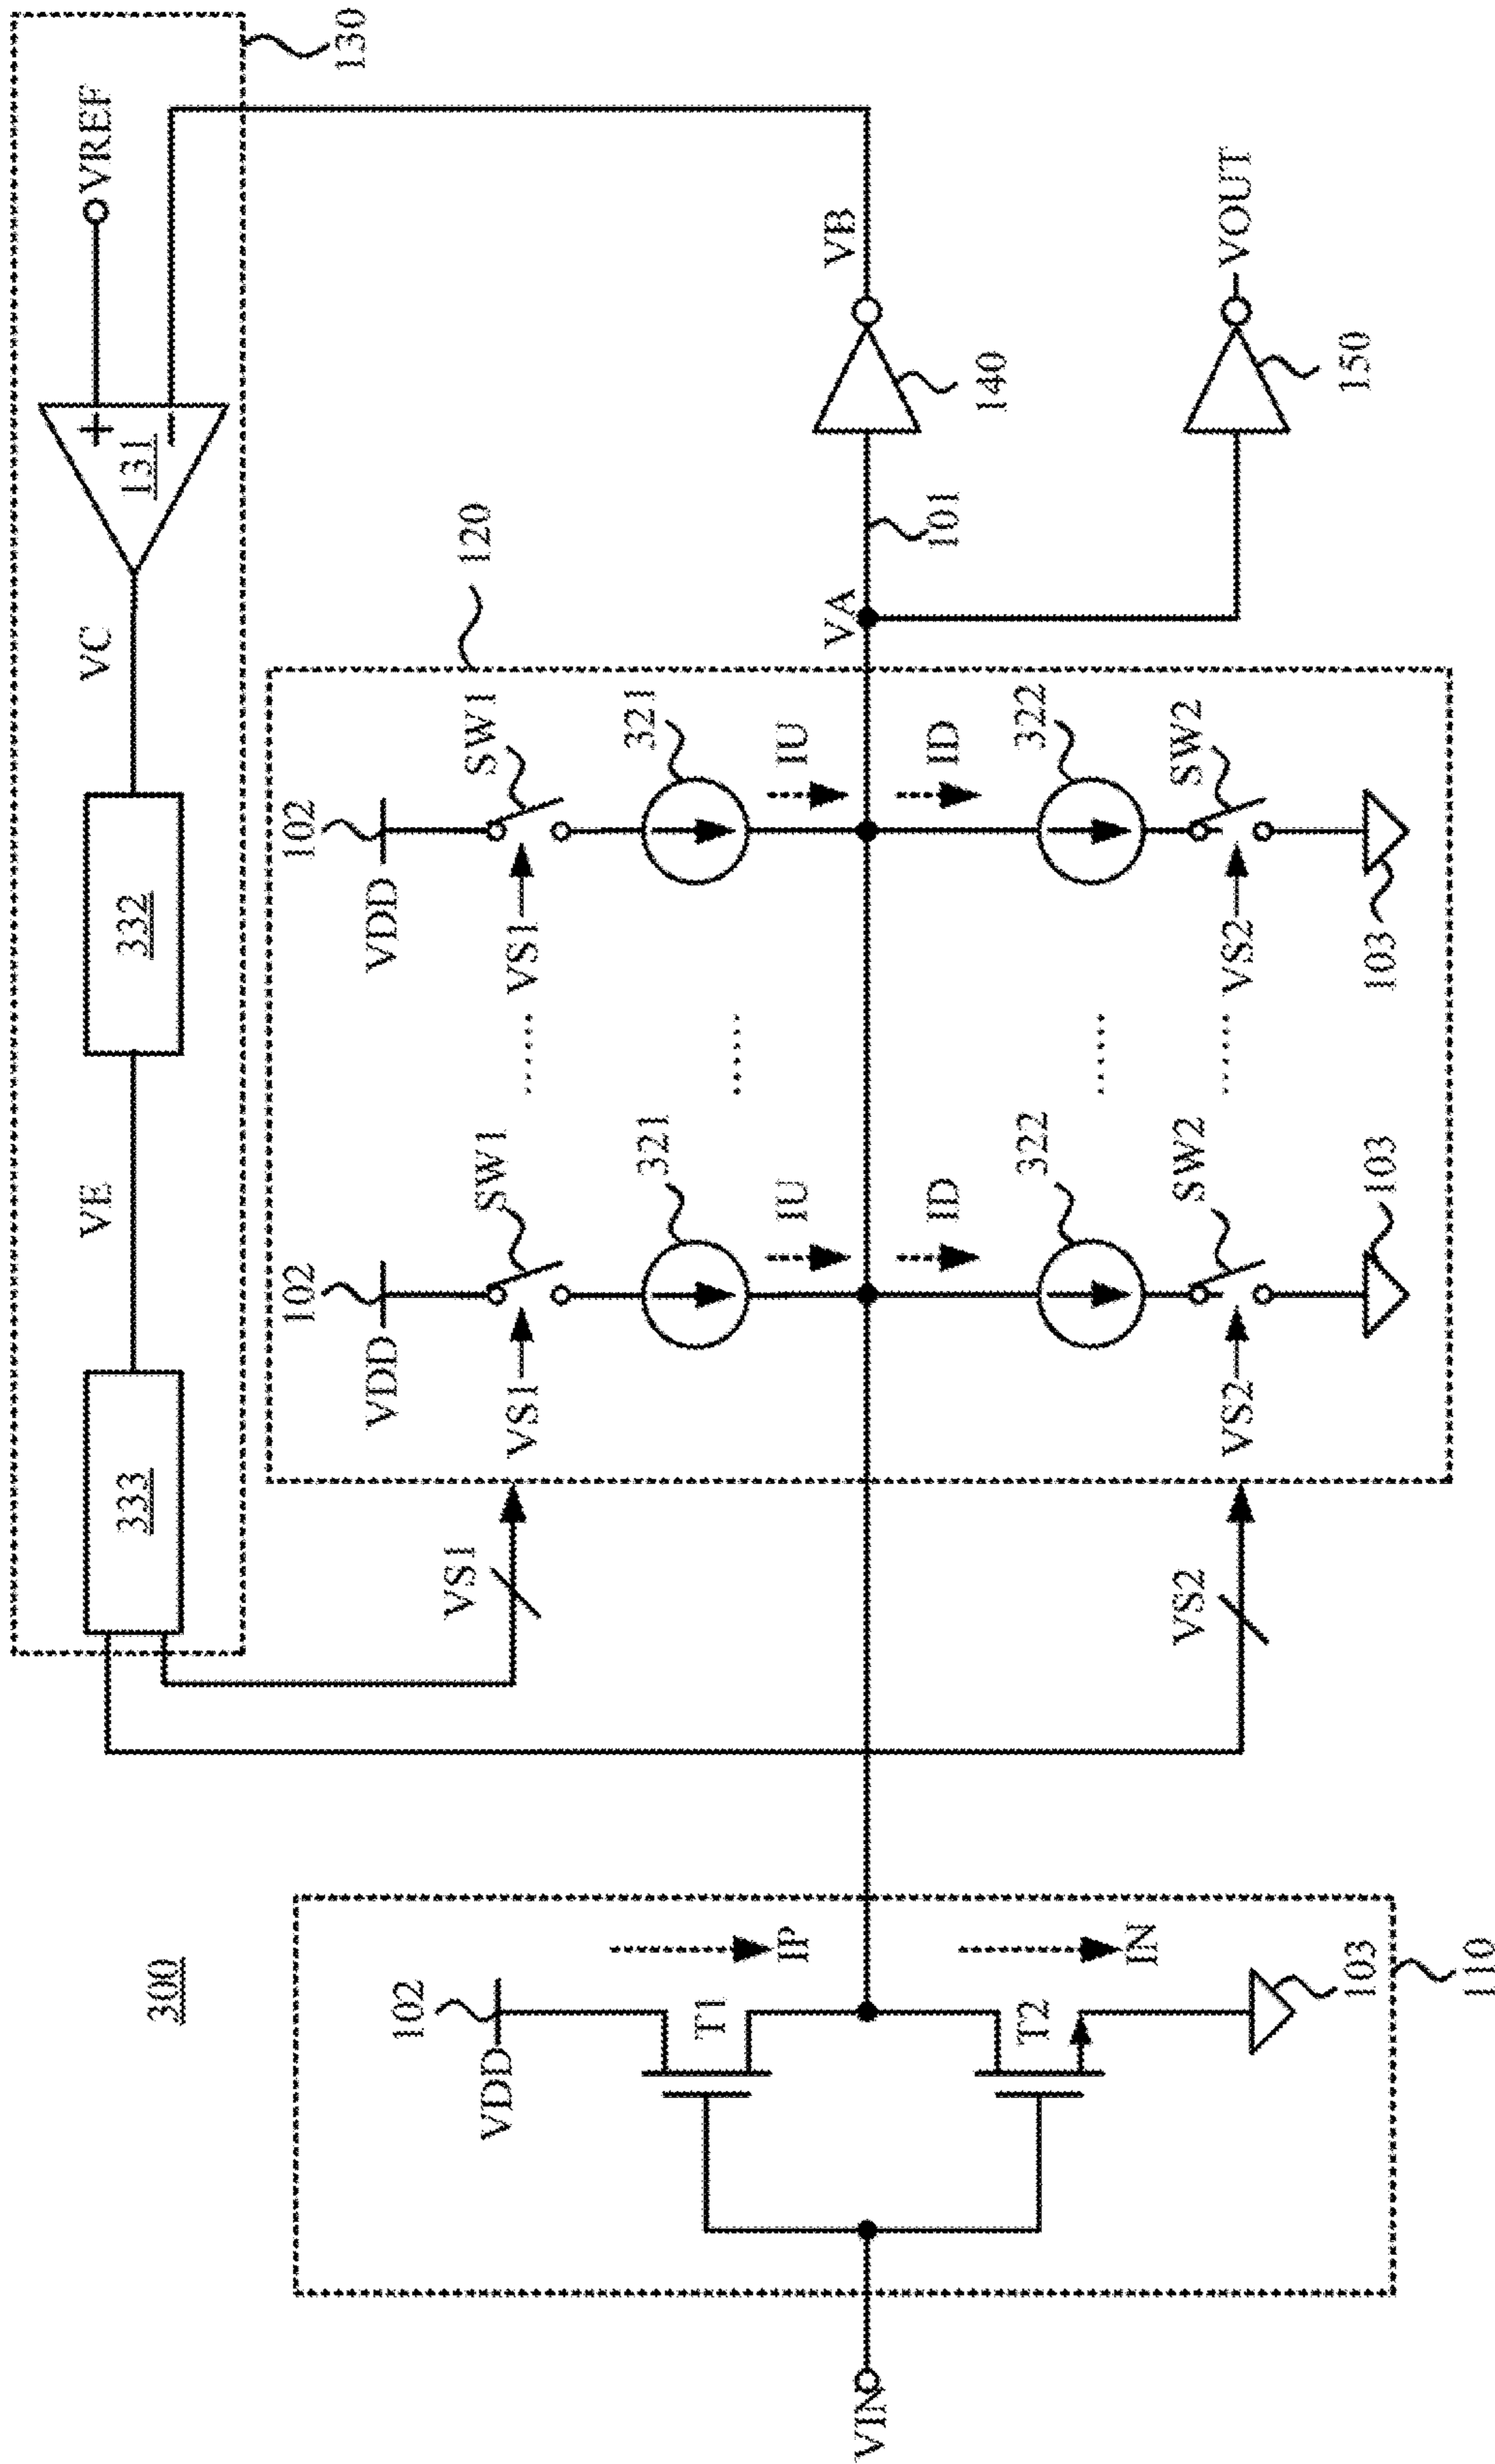 300
130
333
VE
332
VC
131
+
−
VREF
VS1
VS2
120
102
VDD
SW1
VS1
321
IU
ID
322
SW2
VS2
103
......
......
......
......
102
VDD
SW1
VS1
321
IU
ID
322
SW2
VS2
103
VA
101
140
VB
150
VOUT
VIN
102
VDD
T1
IP
T2
IN
103
110